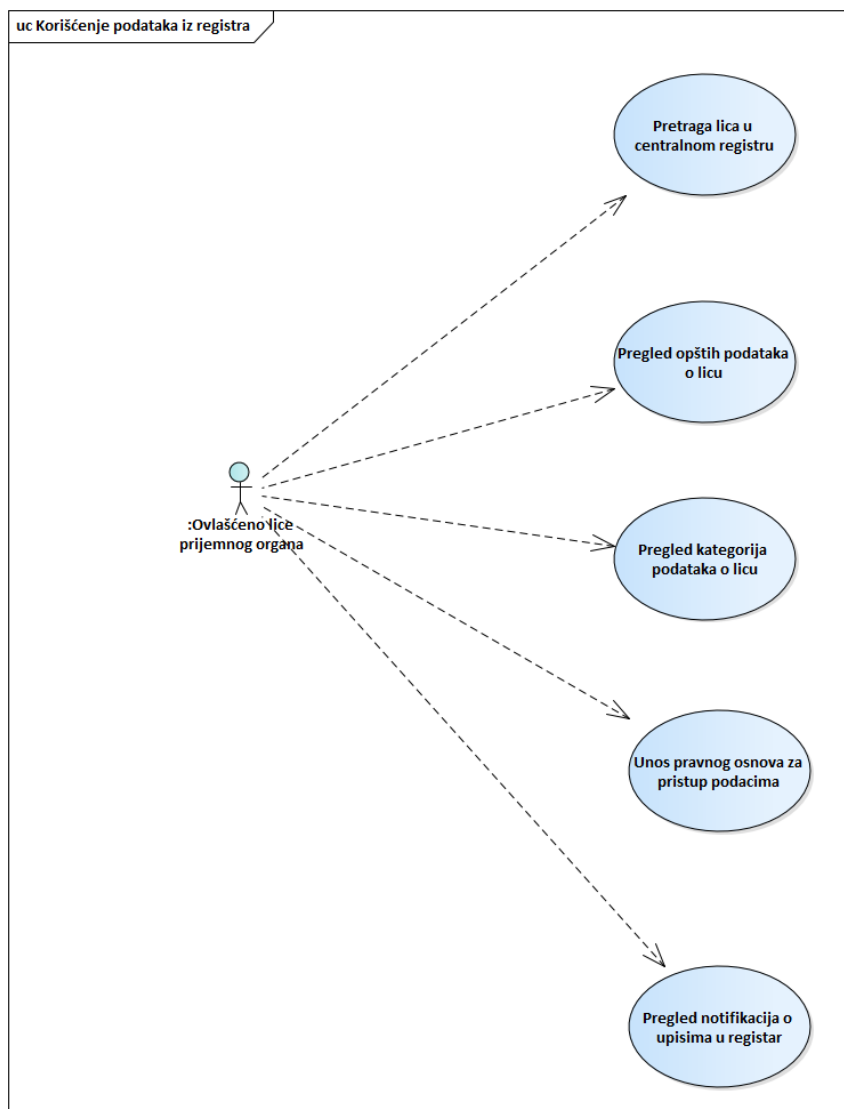 uc Korišćenje podataka iz registra
Pretraga lica u
centralnom registru
Pregled opštih podataka
o licu
:Ovlašćeno lice
prijemnog organa
Pregled kategorija
podataka o licu
Unos pravnog osnova za
pristup podacima
Pregled notifikacija o
upisima u registar